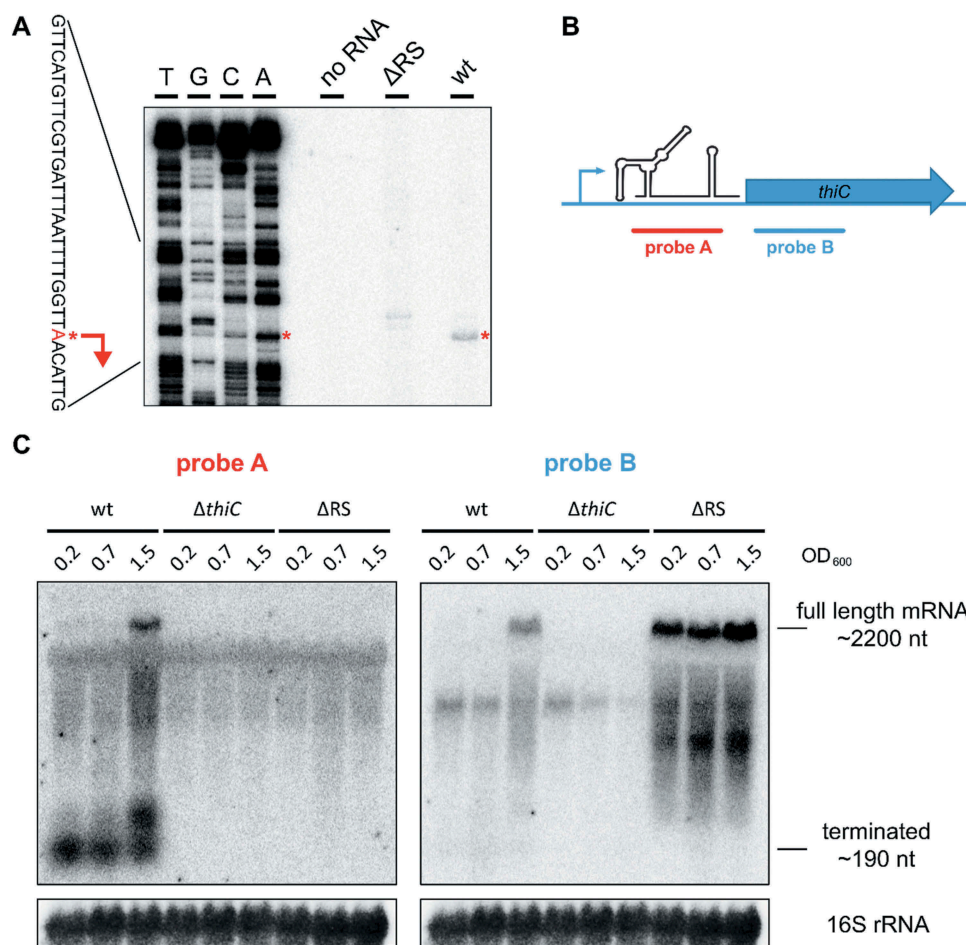 A
GTTCATGTTCGTGATTTAATTTTTGGTTA*ACATTG
T G C A
no RNA ΔRS wt
*
*
B
thiC
probe A probe B
C
probe A probe B
wt ΔthiC ΔRS wt ΔthiC ΔRS
0.2 0.7 1.5 0.2 0.7 1.5 0.2 0.7 1.5 0.2 0.7 1.5 0.2 0.7 1.5 0.2 0.7 1.5 OD600
full length mRNA
~2200 nt
terminated
~190 nt
16S rRNA